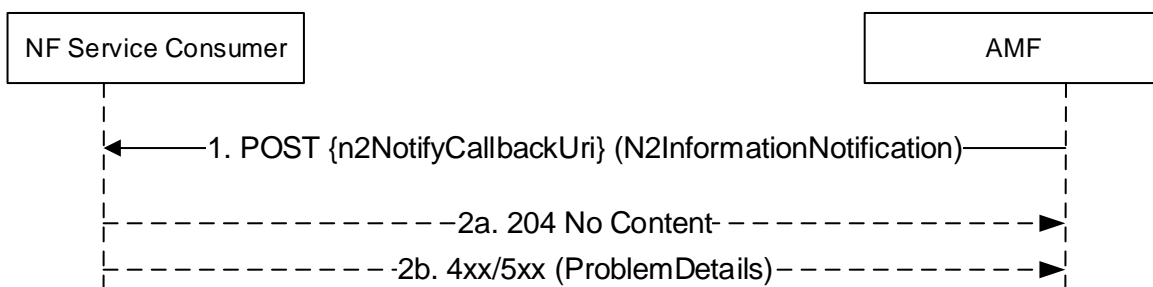 NF Service Consumer
AMF
1. POST {n2NotifyCallbackUri} (N2InformationNotification)
2a. 204 No Content
2b. 4xx/5xx (ProblemDetails)